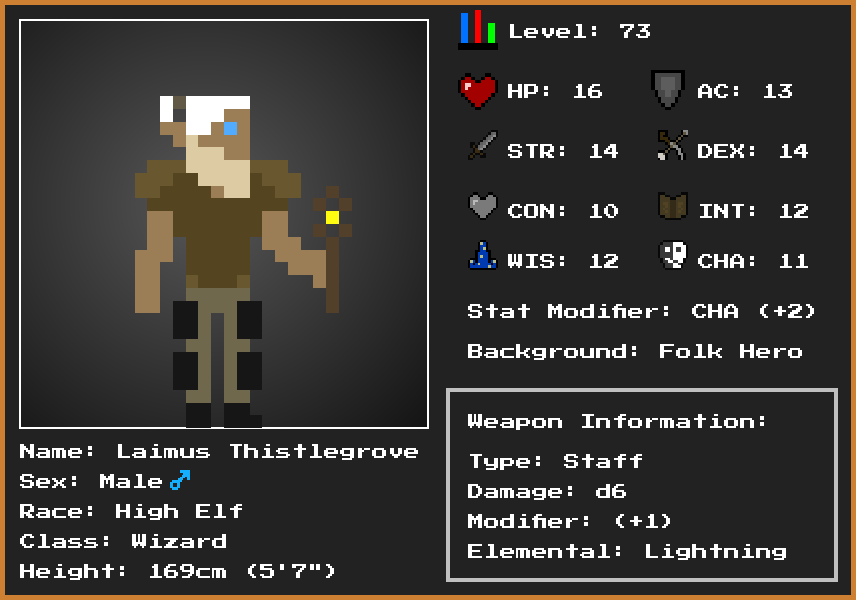 Level: 73
HP: 16 AC: 13
STR: 14 DEX: 14
CON: 10 INT: 12
WIS: 12 CHA: 11
Stat Modifier: CHA (+2)
Background: Folk Hero
Weapon Information:
Type: Staff
Damage: d6
Modifier: (+1)
Elemental: Lightning
Name: Laimus Thistlegrove
Sex: Male♂
Race: High Elf
Class: Wizard
Height: 169cm (5'7")